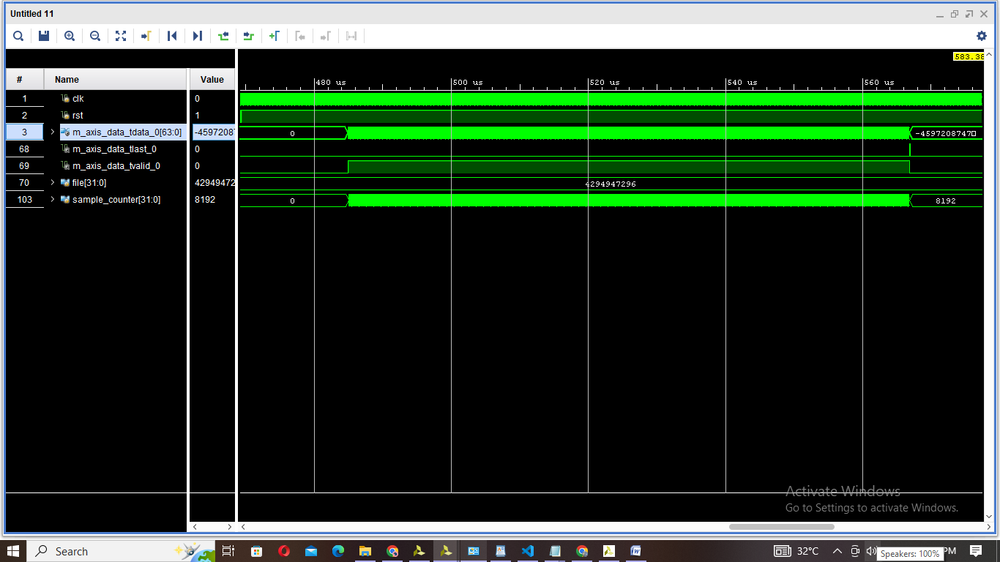 Untitled 11
583.38
# Name Value
480 us 500 us 520 us 540 us 560 us
1 clk 0
2 rst 1
3 m_axis_data_tdata_0[63:0] -4597208 0 -4597208747
68 m_axis_data_tlast_0 0
69 m_axis_data_tvalid_0 0
70 file[31:0] 42949472 4294947296
103 sample_counter[31:0] 8192 0 8192
Activate Windows
Go to Settings to activate Windows.
Search
32°C
PM
Speakers: 100%